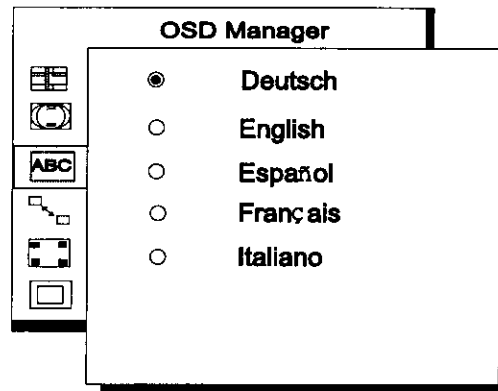 OSD Manager
Deutsch
English
ABC
Español
Français
Italiano